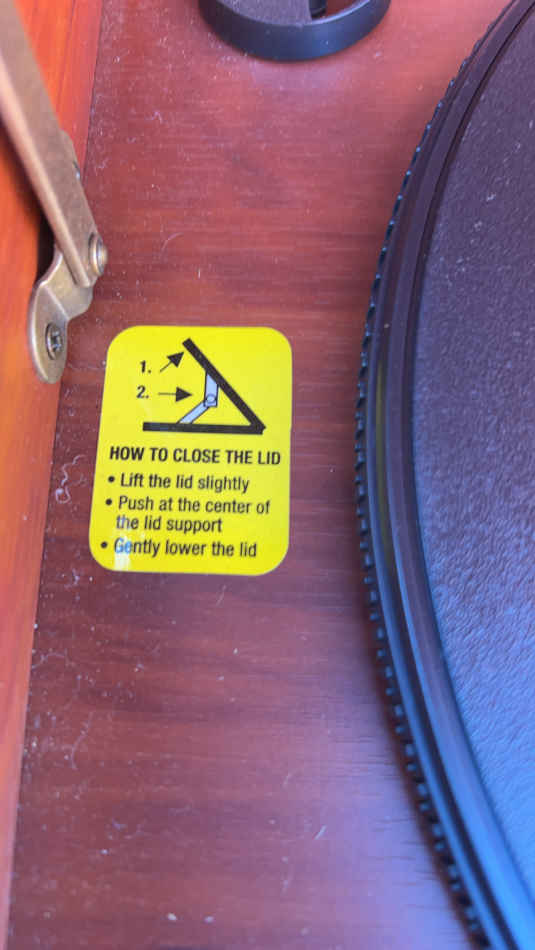 1.
2.
HOW TO CLOSE THE LID
• Lift the lid slightly
• Push at the center of
the lid support
• Gently lower the lid